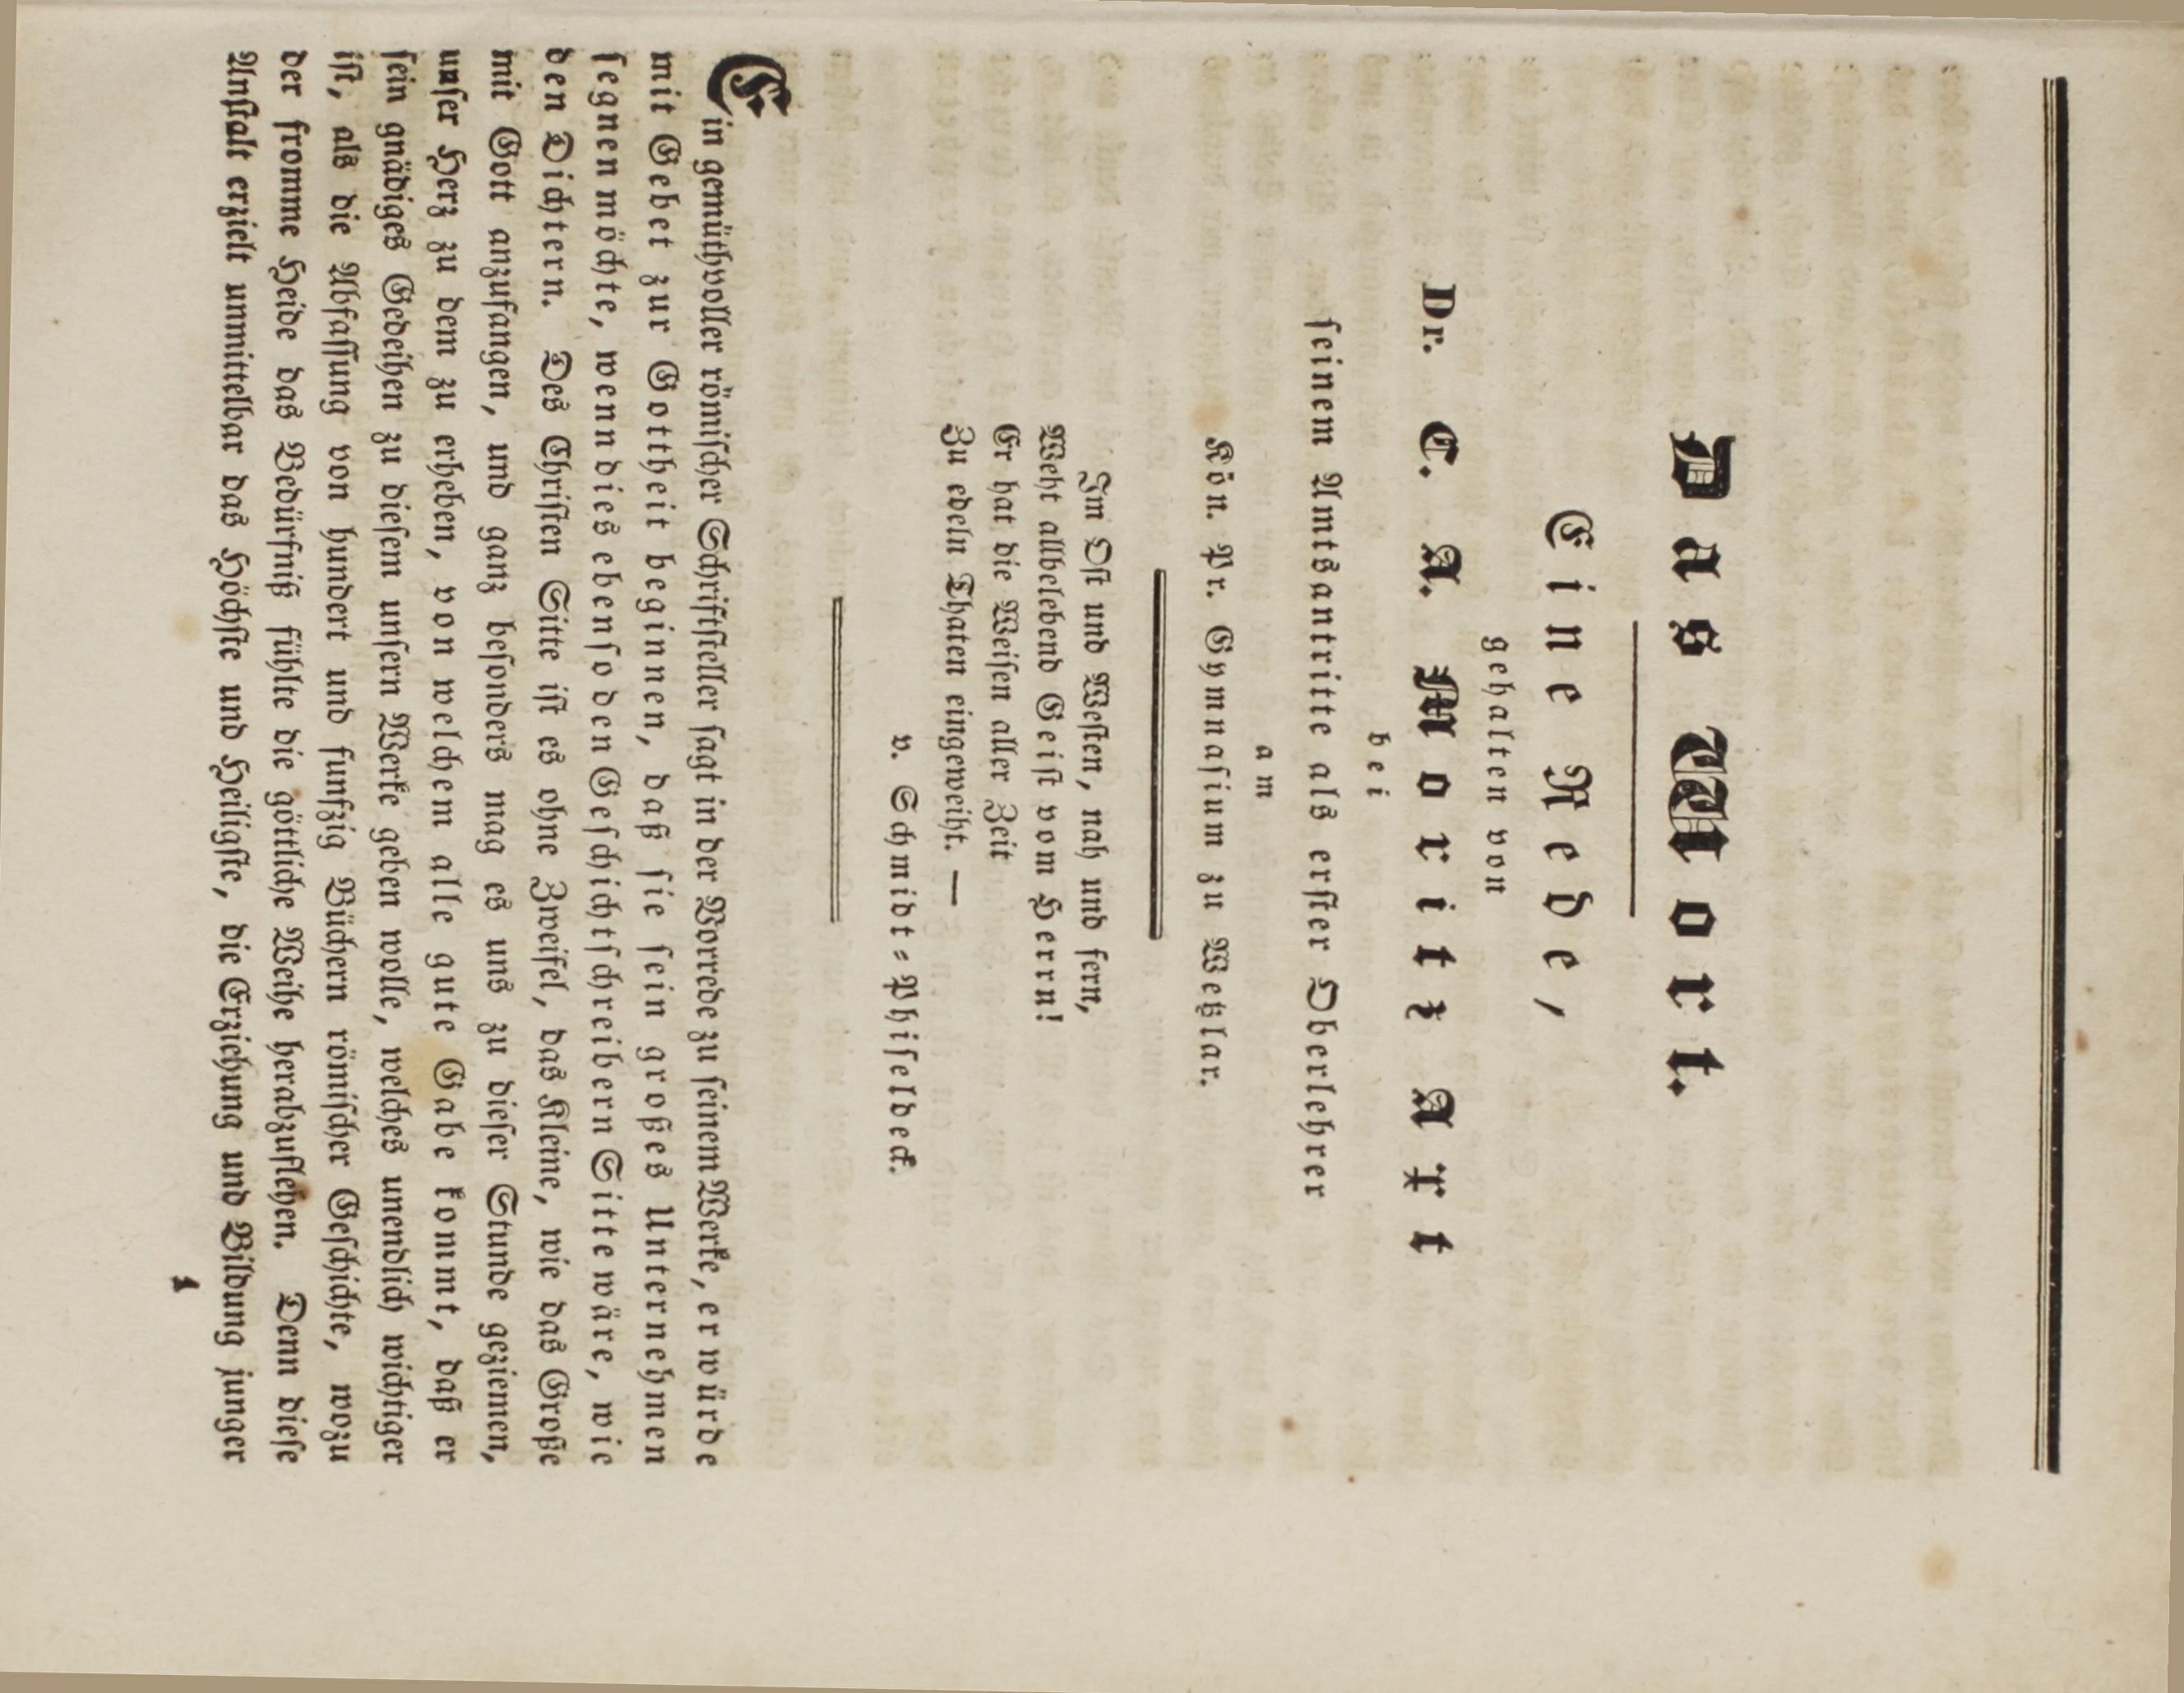 Das Wort.
Eine Rede,
gehalten von
Dr. C. A. Moritz Axt
bei
ſeinem Amtsantritte als erſter Oberlehrer
am
Kön. Pr. Gymnaſium zu Wetzlar.
Im Oſt und Weſten, nah und fern,
Weht allbelebend Geiſt vom Herrn!
Er hat die Weiſen aller Zeit
Zu edeln Thaten eingeweiht. —
v. Schmidt-Phiſeldeck.
Ein gemüthvoller römiſcher Schriftſteller ſagt in der Vorrede zu ſeinem Werke, er würde
mit Gebet zur Gottheit beginnen, daß ſie ſein großes Unternehmen
ſegnen möchte, wenn dies ebenſo den Geſchichtſchreibern Sitte wäre, wie
den Dichtern. Des Chriſten Sitte iſt es ohne Zweifel, das Kleine, wie das Große
mit Gott anzufangen, und ganz beſonders mag es uns zu dieſer Stunde geziemen,
unſer Herz zu dem zu erheben, von welchem alle gute Gabe kommt, daß er
ſein gnädiges Gedeihen zu dieſem unſern Werke geben wolle, welches unendlich wichtiger
iſt, als die Abfaſſung von hundert und funfzig Büchern römiſcher Geſchichte, wozu
der fromme Heide das Bedürfniß fühlte die göttliche Weihe herabzuflehen. Denn dieſe
Anſtalt erzielt unmittelbar das Höchſte und Heiligſte, die Erziehung und Bildung junger
1